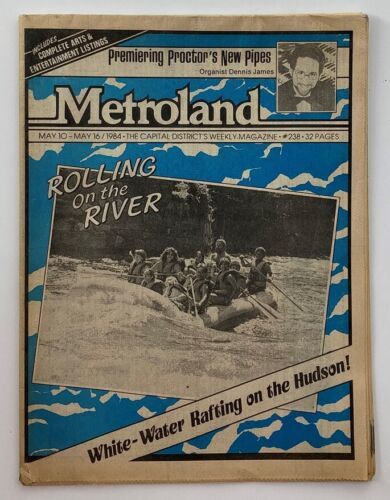 INCLUDES
COMPLETE ARTS &
ENTERTAINMENT LISTINGS
Premiering Proctor's New Pipes
Organist Dennis James
Metroland
MAY 10 – MAY 16 / 1984 • THE CAPITAL DISTRICT'S WEEKLY MAGAZINE • #238 • 32 PAGES
ROLLING
on the
RIVER
White-Water Rafting on the Hudson!